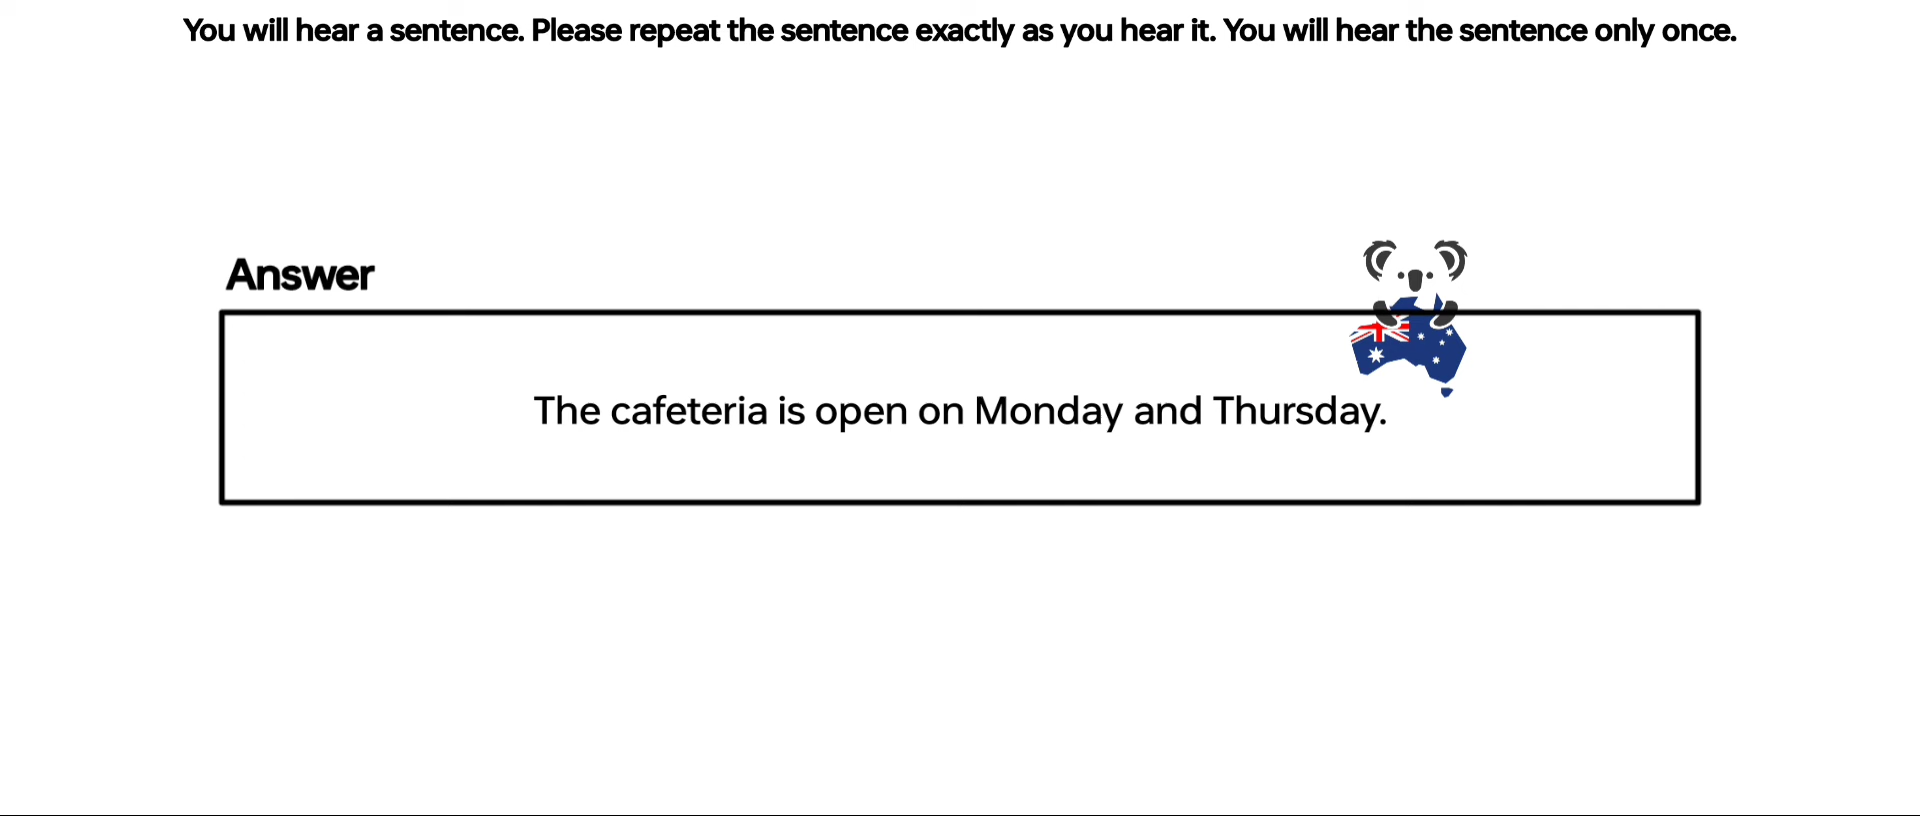 You will hear a sentence. Please repeat the sentence exactly as you hear it. You will hear the sentence only once.
Answer
The cafeteria is open on Monday and Thursday.